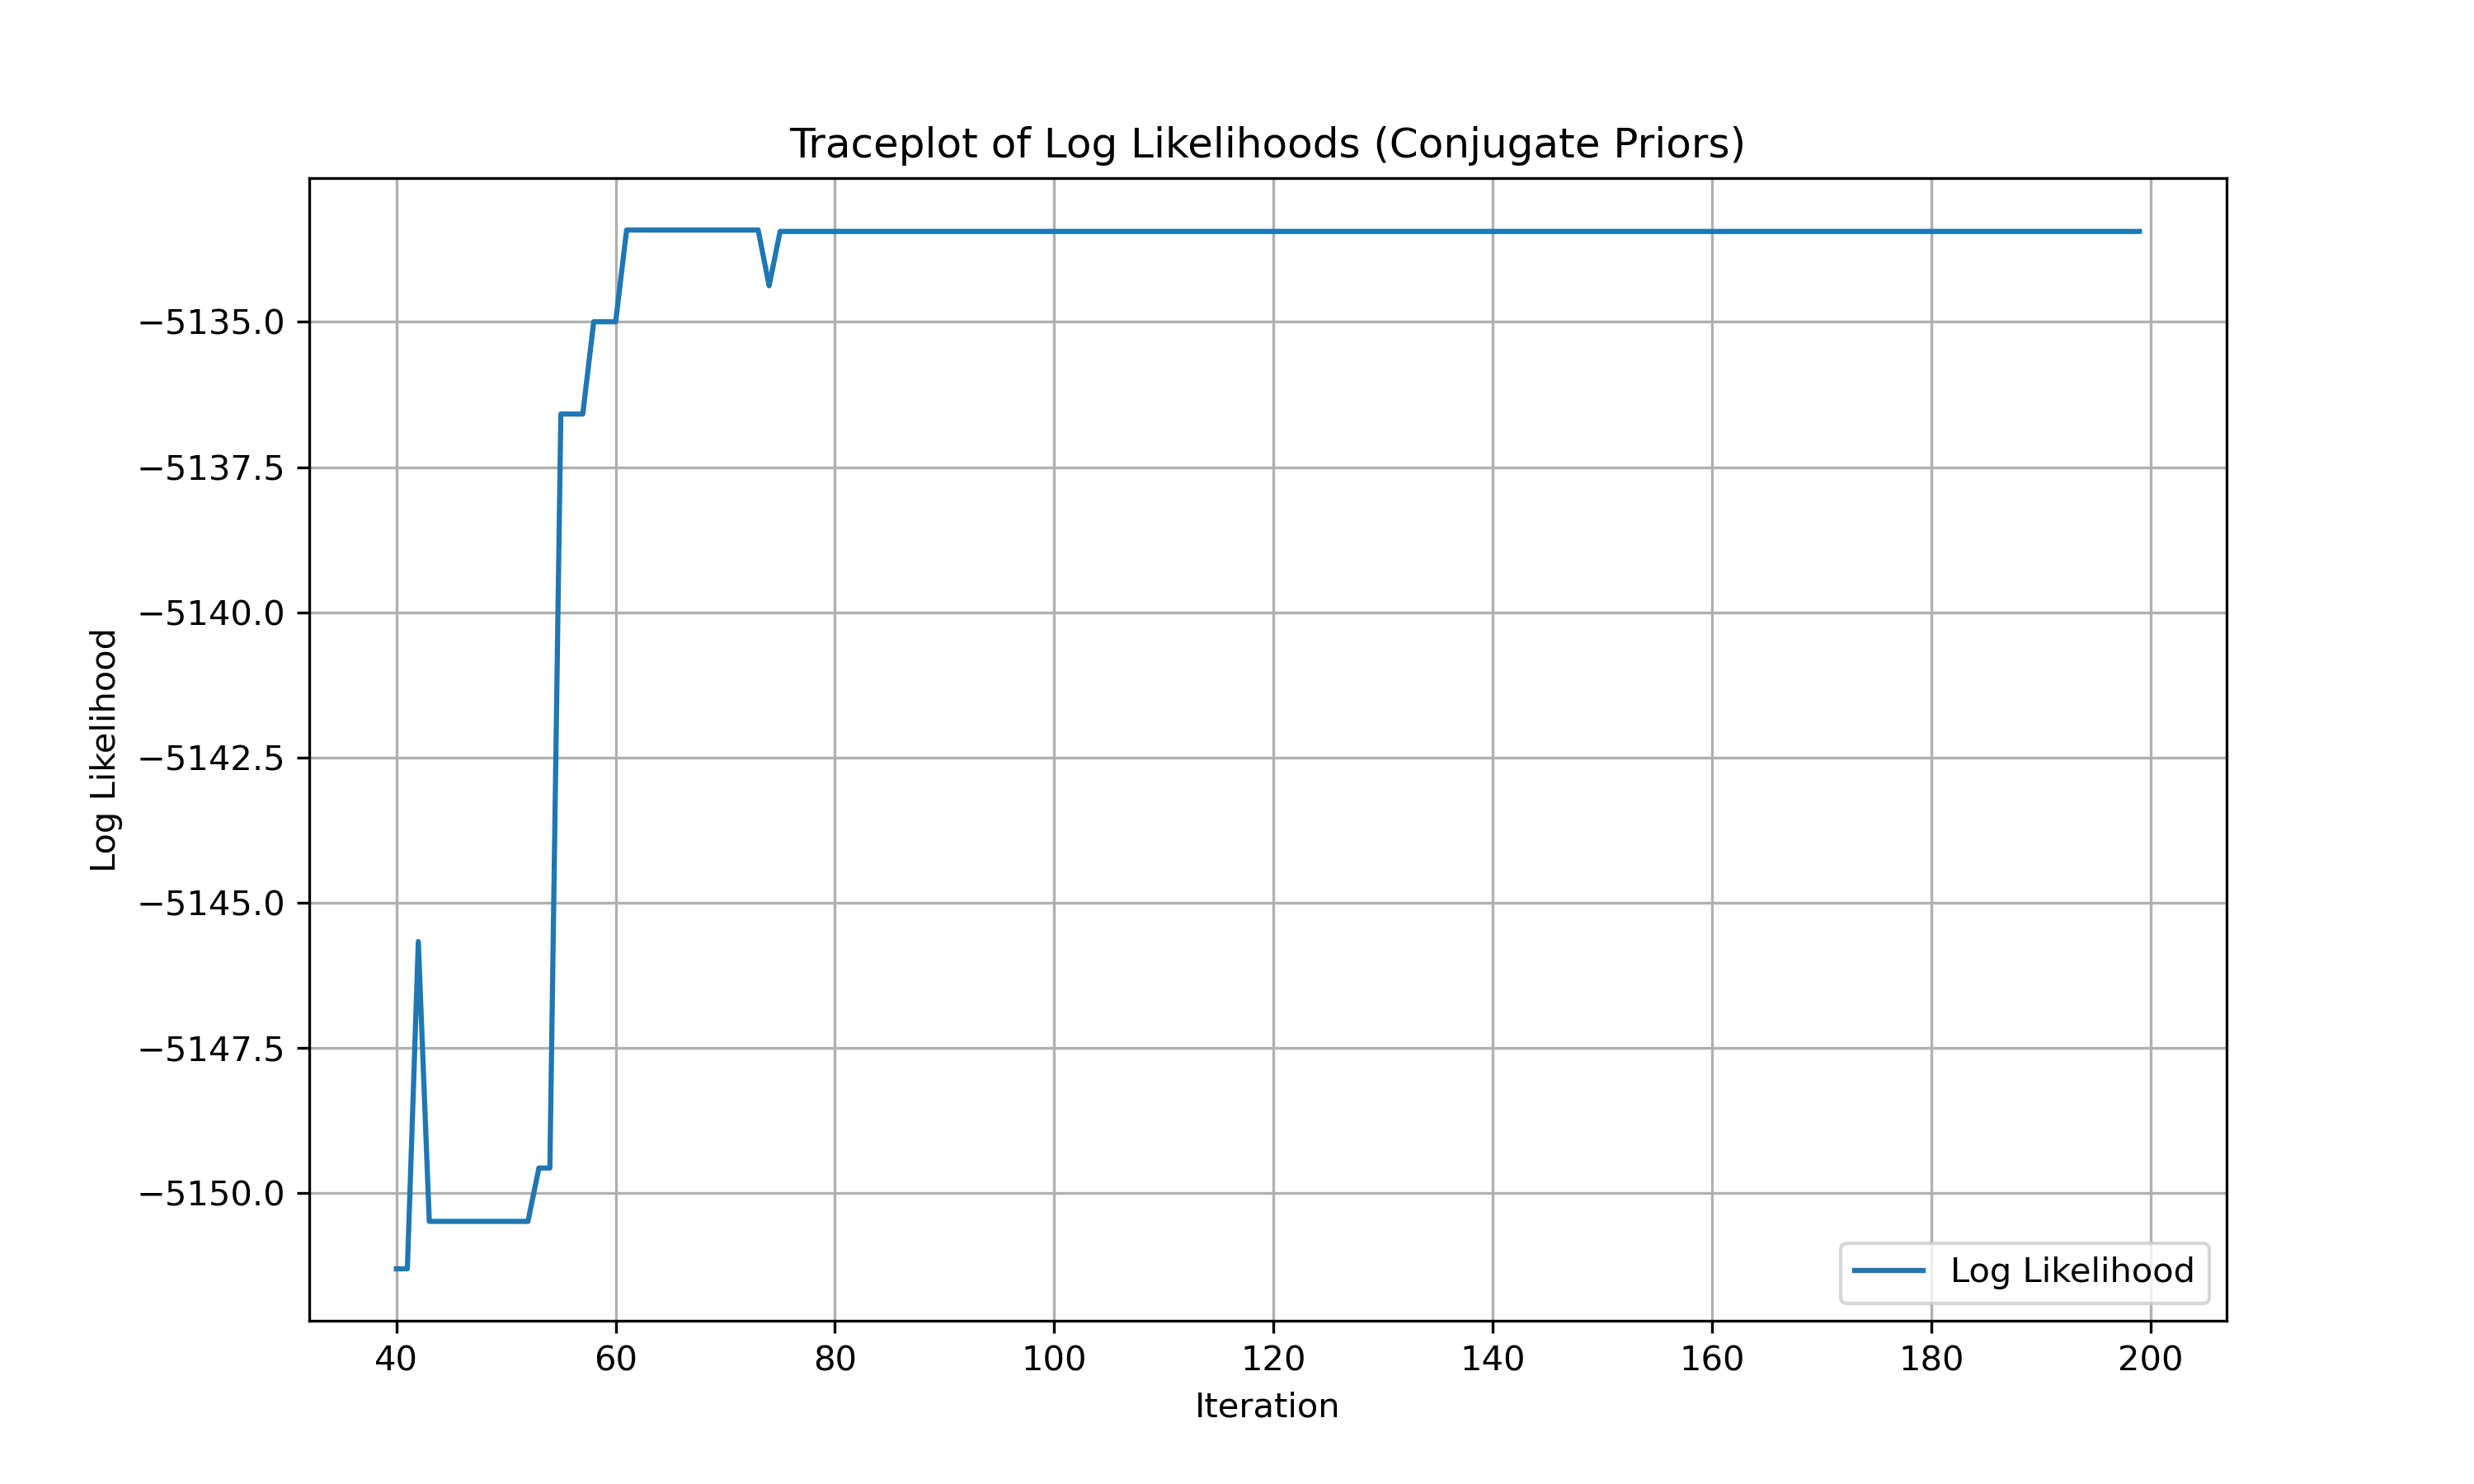 Traceplot of Log Likelihoods (Conjugate Priors)
Log Likelihood
−5135.0
−5137.5
−5140.0
−5142.5
−5145.0
−5147.5
−5150.0
Log Likelihood
40 60 80 100 120 140 160 180 200
Iteration